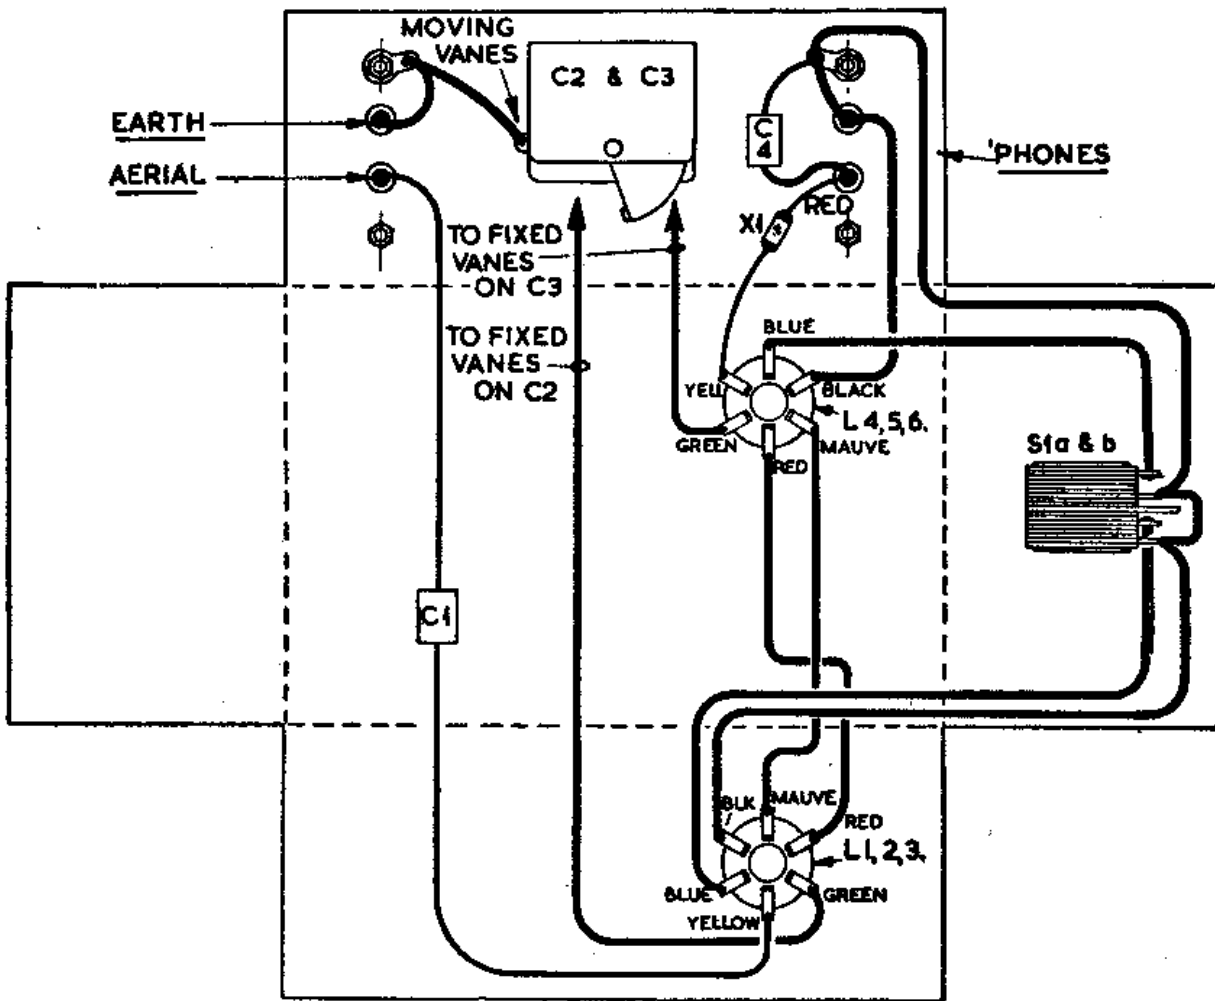 MOVING
VANES
C2 & C3
EARTH
AERIAL
C
4
'PHONES
RED
X1
TO FIXED
VANES
ON C3
TO FIXED
VANES
ON C2
BLUE
YELL
BLACK
L 4,5,6.
GREEN
MAUVE
RED
S1a & b
C1
BLK
MAUVE
RED
L1,2,3.
BLUE
GREEN
YELLOW